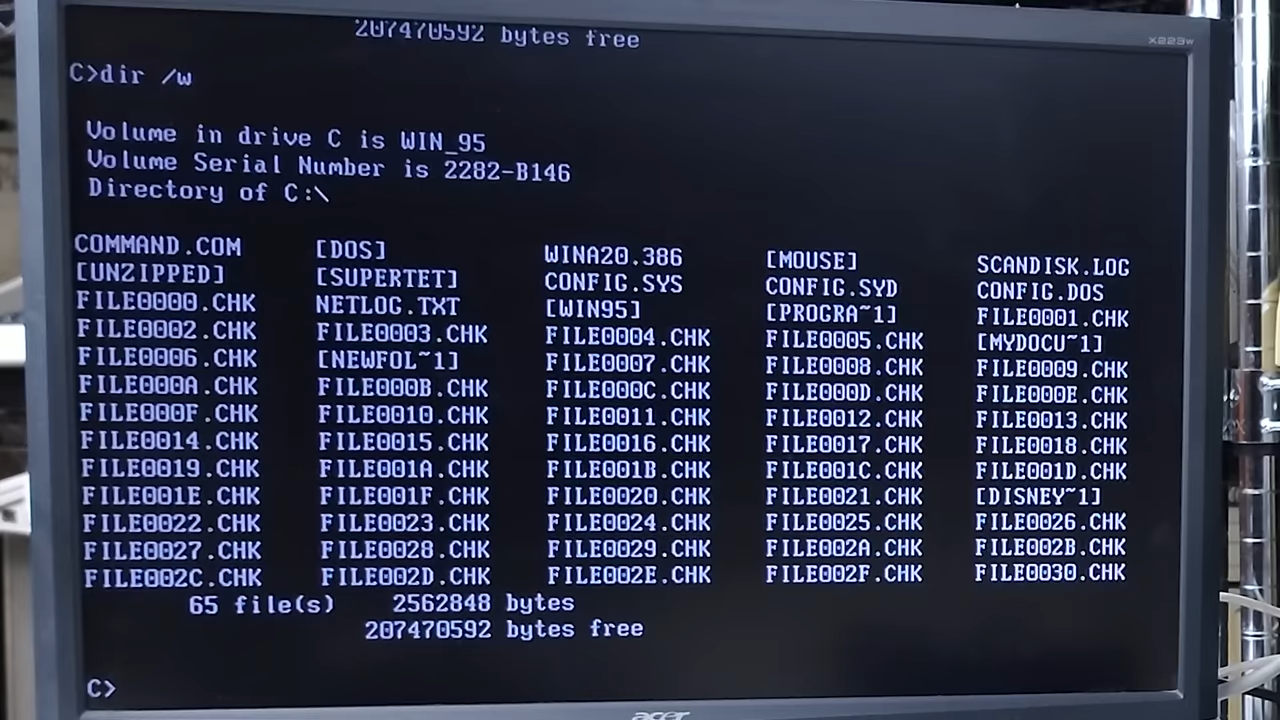 207470592 bytes free
X223w
C>dir /w
Volume in drive C is WIN_95
Volume Serial Number is 2282-B146
Directory of C:\
COMMAND.COM [DOS] WINA20.386 [MOUSE] SCANDISK.LOG
[UNZIPPED] [SUPERTET] CONFIG.SYS CONFIG.SYD CONFIG.DOS
FILE0000.CHK NETLOG.TXT [WIN95] [PROGRA~1] FILE0001.CHK
FILE0002.CHK FILE0003.CHK FILE0004.CHK FILE0005.CHK [MYDOCU~1]
FILE0006.CHK [NEWFOL~1] FILE0007.CHK FILE0008.CHK FILE0009.CHK
FILE000A.CHK FILE000B.CHK FILE000C.CHK FILE000D.CHK FILE000E.CHK
FILE000F.CHK FILE0010.CHK FILE0011.CHK FILE0012.CHK FILE0013.CHK
FILE0014.CHK FILE0015.CHK FILE0016.CHK FILE0017.CHK FILE0018.CHK
FILE0019.CHK FILE001A.CHK FILE001B.CHK FILE001C.CHK FILE001D.CHK
FILE001E.CHK FILE001F.CHK FILE0020.CHK FILE0021.CHK [DISNEY~1]
FILE0022.CHK FILE0023.CHK FILE0024.CHK FILE0025.CHK FILE0026.CHK
FILE0027.CHK FILE0028.CHK FILE0029.CHK FILE002A.CHK FILE002B.CHK
FILE002C.CHK FILE002D.CHK FILE002E.CHK FILE002F.CHK FILE0030.CHK
65 file(s) 2562848 bytes
207470592 bytes free
C>
acer